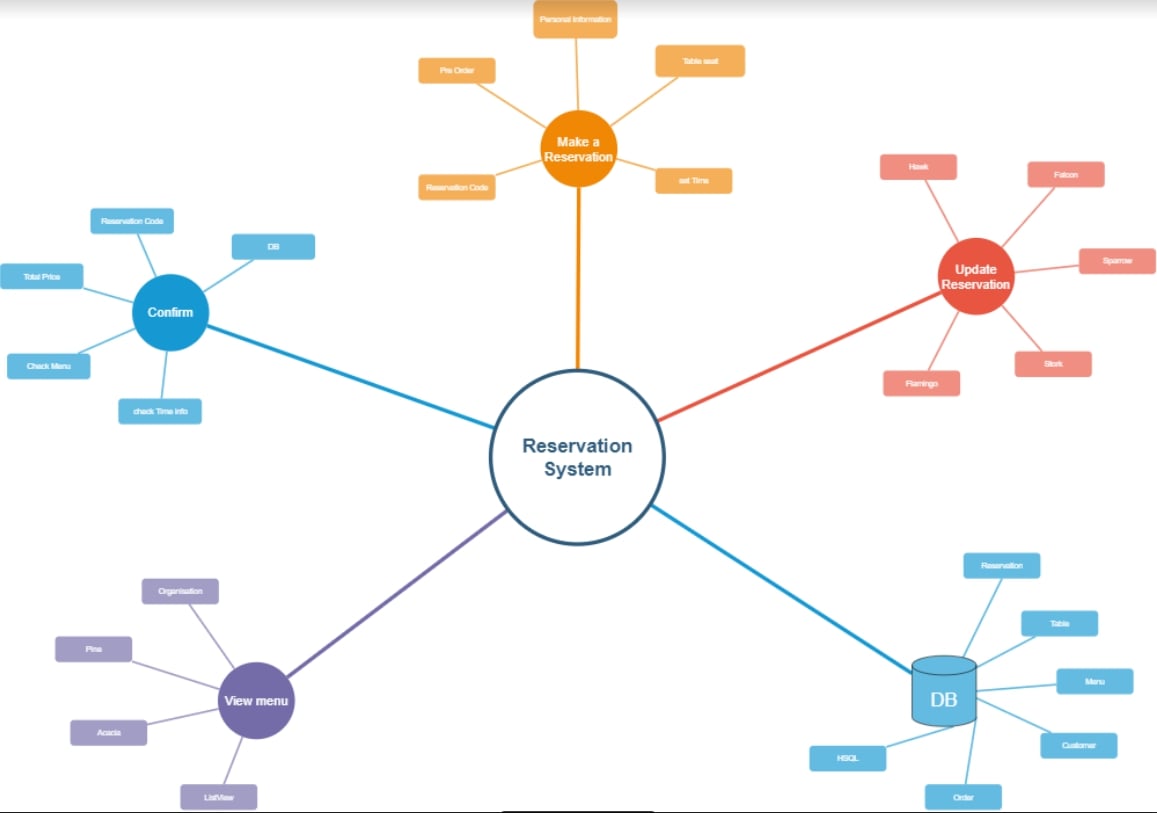 Personal Information
Pre Order
Table seat
Make a
Reservation
Reservation Code
set Time
Hawk
Falcon
Sparrow
Update
Reservation
Stork
Flamingo
Reservation Code
DB
Total Price
Confirm
Check Menu
check Time info
Reservation
System
Organisation
Pine
View menu
Acacia
ListView
Reservation
Table
Menu
DB
Customer
HSQL
Order